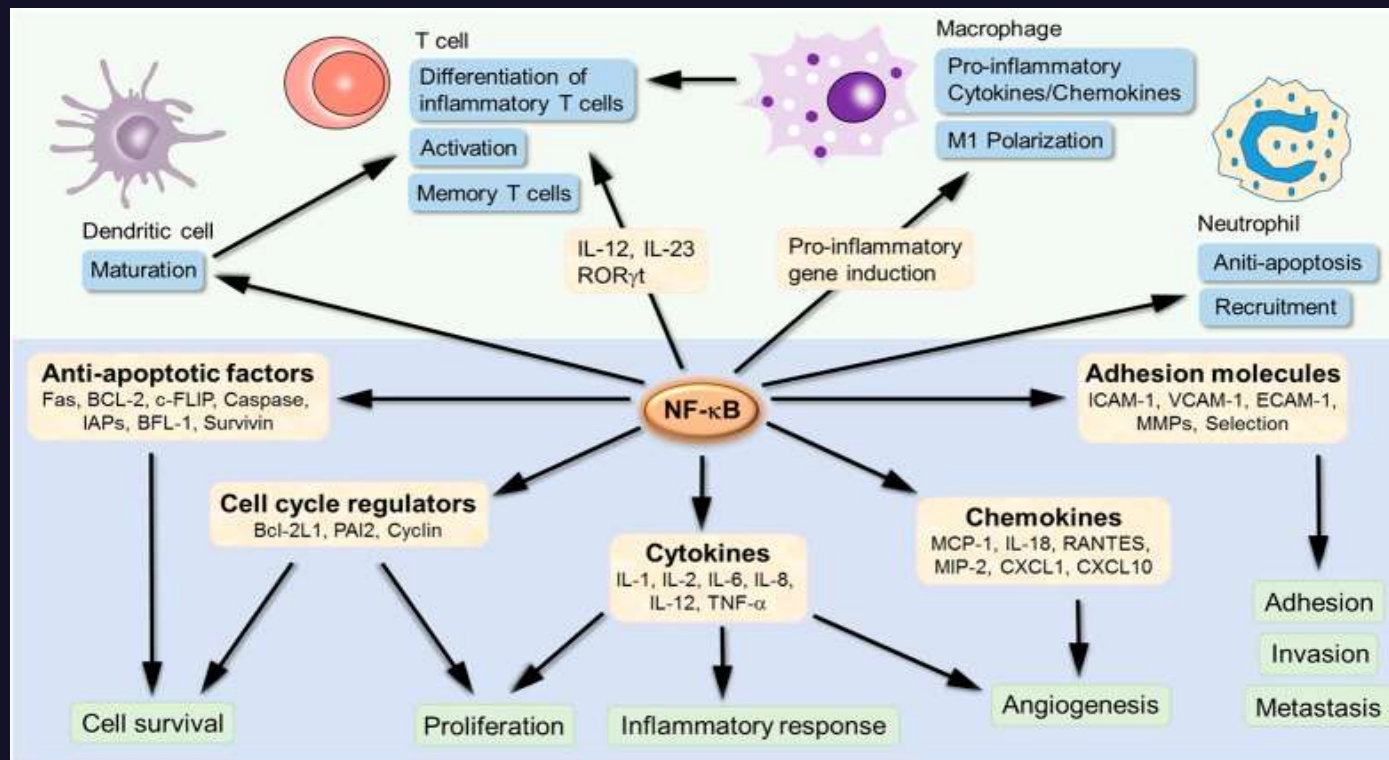 T cell
Differentiation of
inflammatory T cells
Activation
Memory T cells
Macrophage
Pro-inflammatory
Cytokines/Chemokines
M1 Polarization
Dendritic cell
Maturation
IL-12, IL-23
RORγt
Pro-inflammatory
gene induction
Neutrophil
Aniti-apoptosis
Recruitment
NF-κB
Anti-apoptotic factors
Fas, BCL-2, c-FLIP, Caspase,
IAPs, BFL-1, Survivin
Adhesion molecules
ICAM-1, VCAM-1, ECAM-1,
MMPs, Selection
Cell cycle regulators
Bcl-2L1, PAI2, Cyclin
Cytokines
IL-1, IL-2, IL-6, IL-8,
IL-12, TNF-α
Chemokines
MCP-1, IL-18, RANTES,
MIP-2, CXCL1, CXCL10
Cell survival
Proliferation
Inflammatory response
Angiogenesis
Adhesion
Invasion
Metastasis